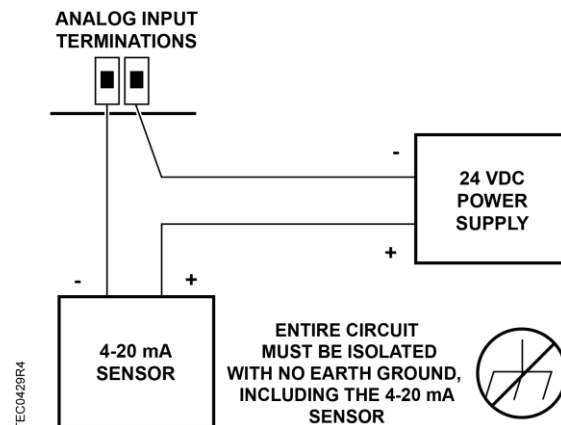 ANALOG INPUT
TERMINATIONS
-
24 VDC
POWER
SUPPLY
+
-
+
4-20 mA
SENSOR
ENTIRE CIRCUIT
MUST BE ISOLATED
WITH NO EARTH GROUND,
INCLUDING THE 4-20 mA
SENSOR
TEC0429R4